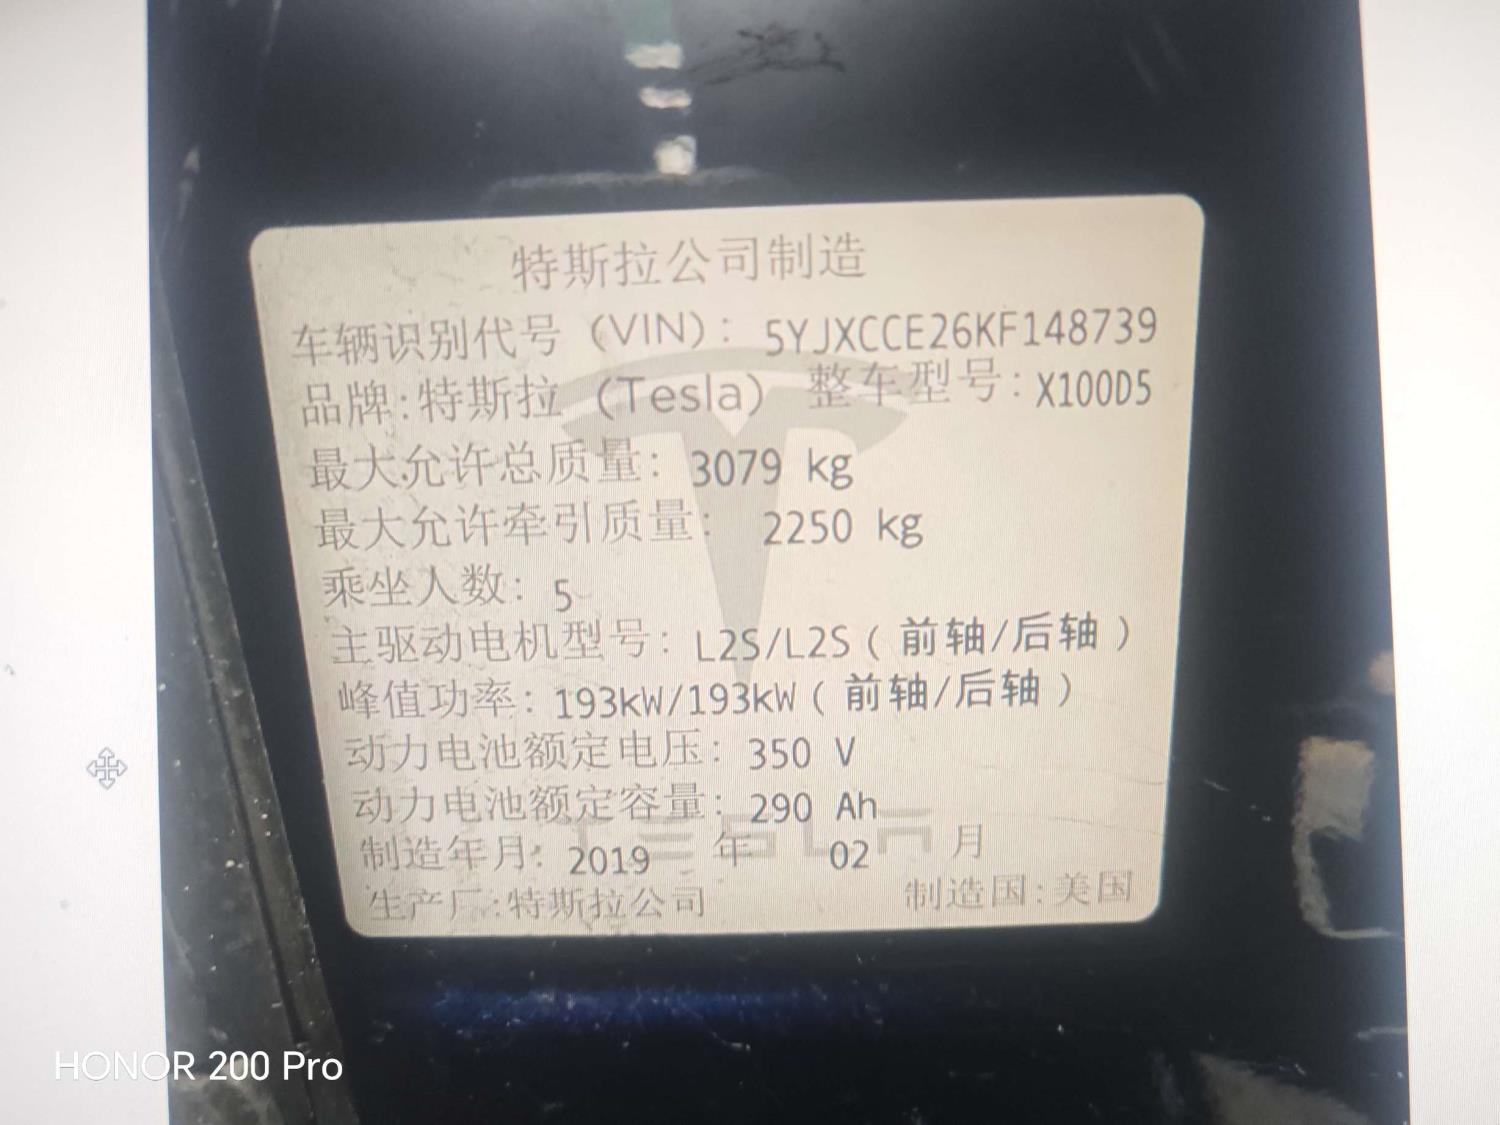 特斯拉公司制造
车辆识别代号（VIN）：5YJXCCE26KF148739
品牌：特斯拉（Tesla） 整车型号：X100D5
最大允许总质量：3079 kg
最大允许牵引质量：2250 kg
乘坐人数：5
主驱动电机型号：L2S/L2S（前轴/后轴）
峰值功率：193kW/193kW（前轴/后轴）
动力电池额定电压：350 V
动力电池额定容量：290 Ah
制造年月：2019 年 02 月
生产厂：特斯拉公司 制造国：美国
TESLA
HONOR 200 Pro